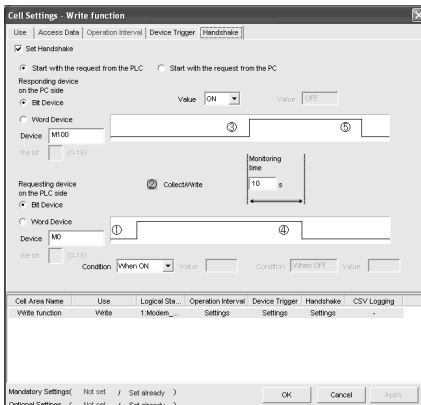 Cell Settings - Write function
Use Access Data Operation Interval Device Trigger Handshake
Set Handshake
Start with the request from the PLC Start with the request from the PC
Responding device
on the PC side
Bit Device Value ON Value OFF
Word Device
Device M100 ③ ⑤
the bit (0-15)
Monitoring
time
Requesting device ② Collect/Write 10 s
on the PLC side
Bit Device
Word Device
Device M0 ① ④
the bit (0-15)
Condition When ON Value Condition When OFF Value
Cell Area Name Use Logical Sta... Operation Interval Device Trigger Handshake CSV Logging
Write function Write 1:Modem_... Settings Settings Settings -
Mandatory Settings( Not set / Set already )
OK Cancel Apply
Optional Settings ( Not set / Set already )